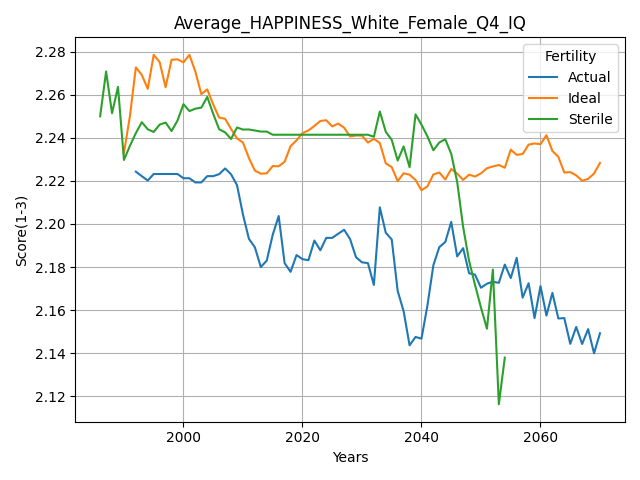 Average_HAPPINESS_White_Female_Q4_IQ
Fertility
Actual
Ideal
Sterile
Score(1-3)
2.28
2.26
2.24
2.22
2.20
2.18
2.16
2.14
2.12
2000
2020
2040
2060
Years